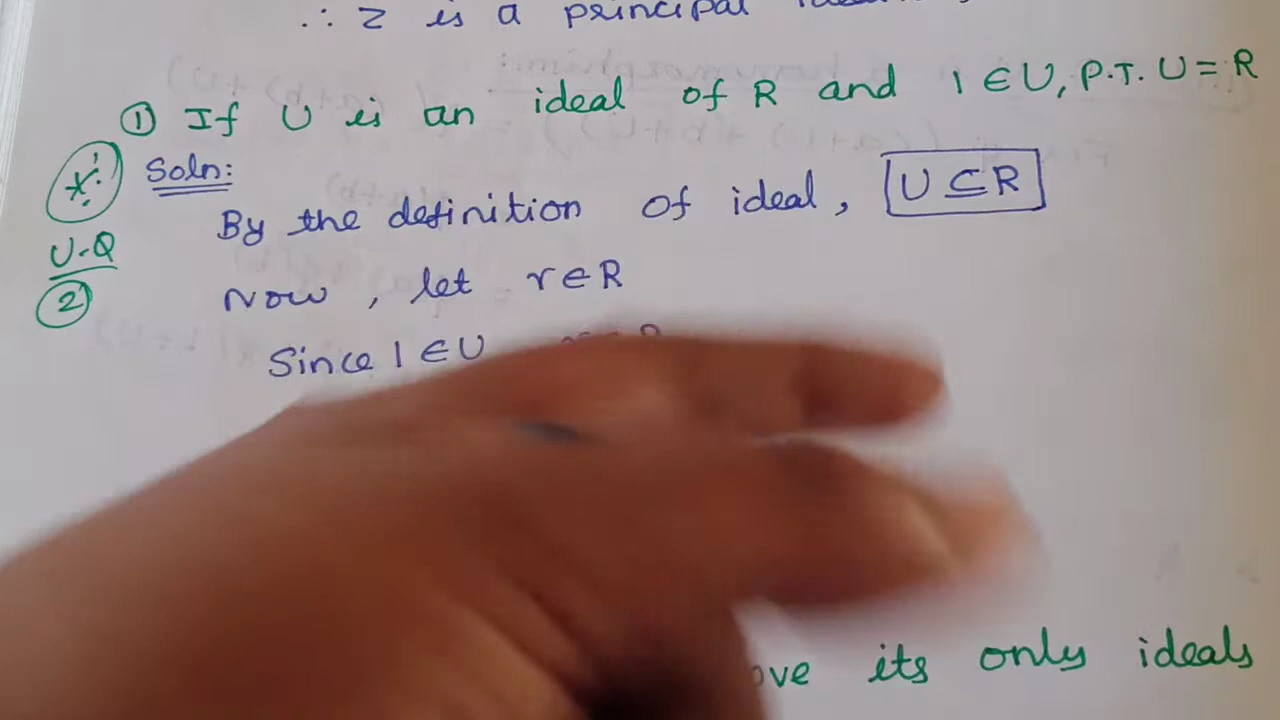 ∴ Z is a principal
① If U is an ideal of R and 1 ∈ U, P.T. U = R
Soln:
By the definition of ideal, U ⊆ R
U-Q
②
Now, let r ∈ R
Since 1 ∈ U
its only ideals